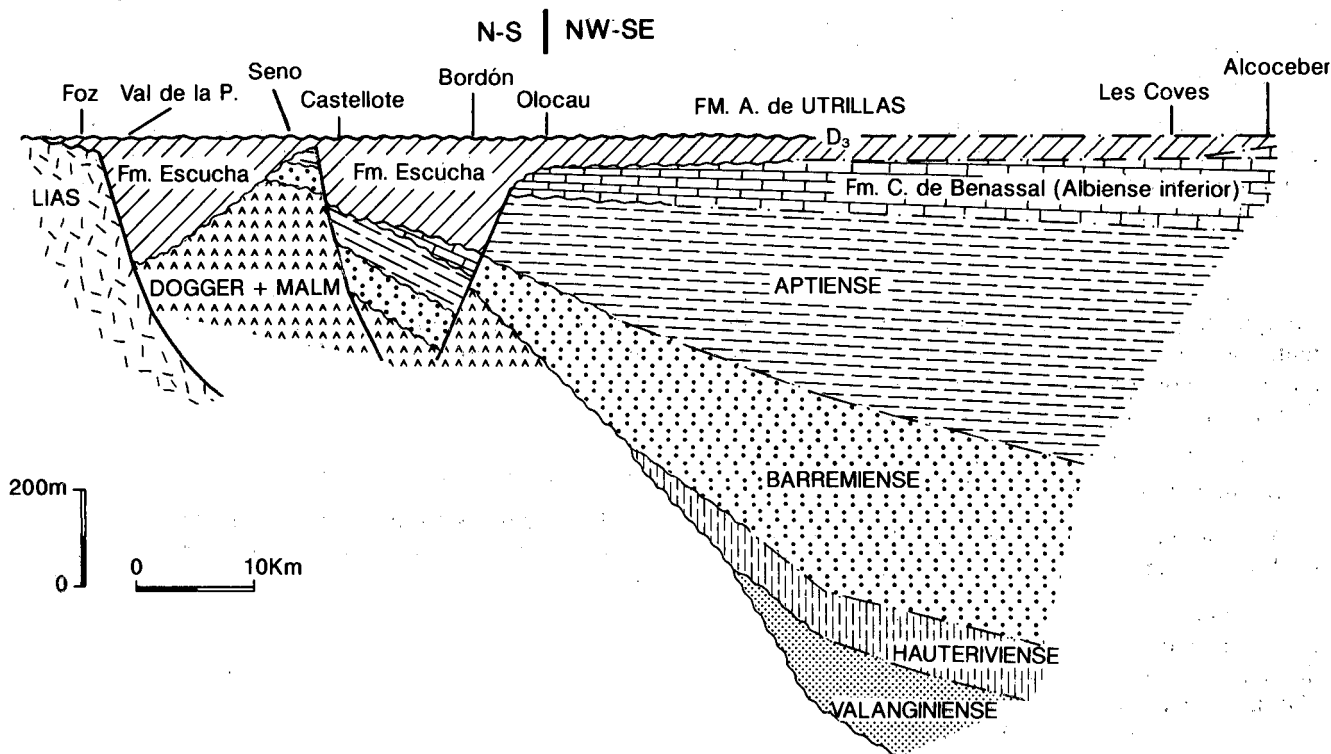 N-S | NW-SE
Foz
Val de la P.
Seno
Castellote
Bordón
Olocau
FM. A. de UTRILLAS
Les Coves
Alcoceber
D3
LIAS
Fm. Escucha
Fm. Escucha
Fm. C. de Benassal (Albiense inferior)
DOGGER + MALM
APTIENSE
BARREMIENSE
HAUTERIVIENSE
VALANGINIENSE
200m
0
0 10Km